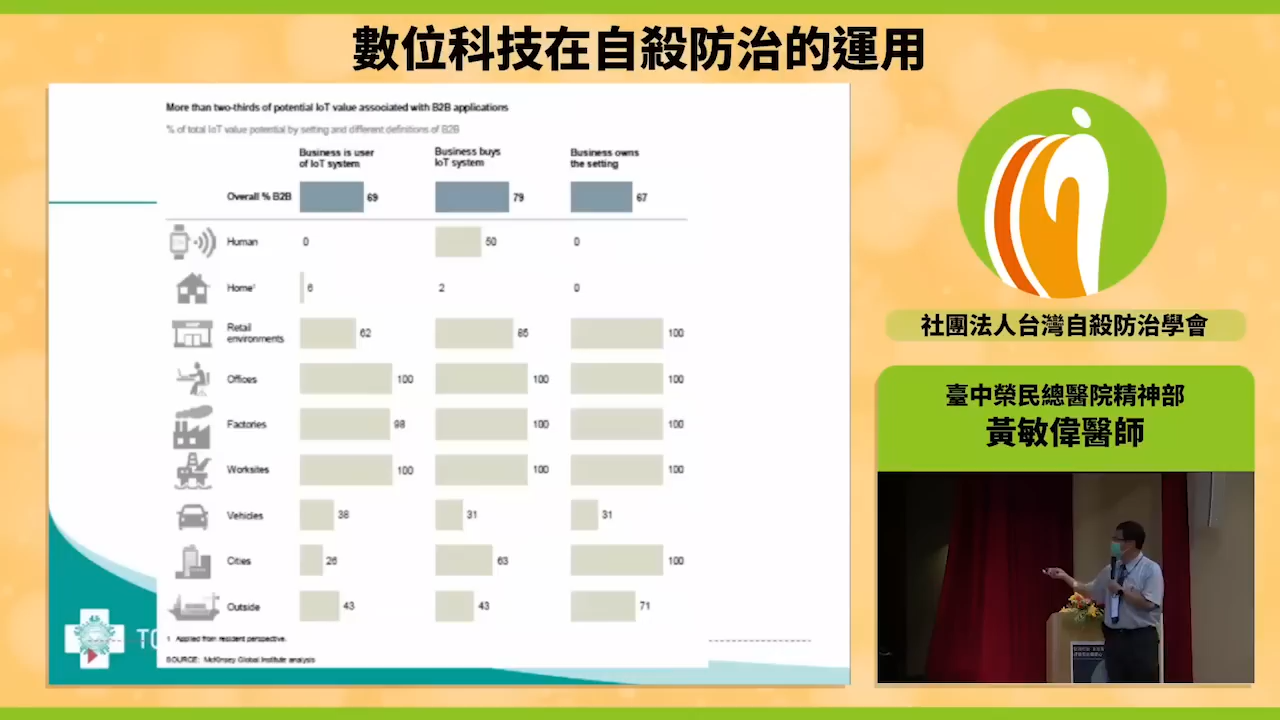 數位科技在自殺防治的運用
More than two-thirds of potential IoT value associated with B2B applications
% of total IoT value potential by setting and different definitions of B2B
Business is user of IoT system
Business buys IoT system
Business owns the setting
Overall % B2B 69 79 67
Human 0 50 0
Home¹ 6 2 0
Retail environments 62 85 100
Offices 100 100 100
Factories 98 100 100
Worksites 100 100 100
Vehicles 38 31 31
Cities 26 63 100
Outside 43 43 71
1 Applied from resident perspective.
SOURCE: McKinsey Global Institute analysis
社團法人台灣自殺防治學會
臺中榮民總醫院精神部
黃敏偉醫師